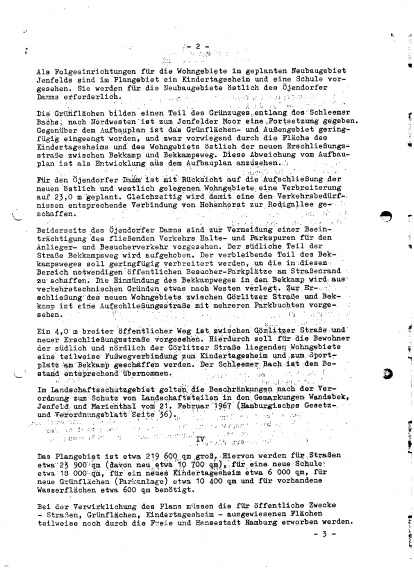 - 2 -
Als Folgeeinrichtungen für die Wohngebiete im geplanten Neubaugebiet
Jenfelds sind im Plangebiet ein Kindertagesheim und eine Schule vor-
gesehen. Sie werden für die Neubaugebiete östlich des Öjendorfer
Damms erforderlich.
Die Grünflächen bilden einen Teil des Grünzuges entlang des Schleemer
Bachs, nach Nordwesten ist zum Jenfelder Moor eine Fortsetzung gegeben.
Gegenüber dem Aufbauplan ist das Grünflächen- und Außengebiet gering-
fügig eingeengt worden, und zwar vorwiegend durch die Fläche des
Kindertagesheims und des Wohngebiets östlich der neuen Erschließungs-
straße zwischen Bekkamp und Bekkampsweg. Diese Abweichung vom Aufbau-
plan ist als Entwicklung aus dem Aufbauplan anzusehen.
Für den Öjendorfer Damm ist mit Rücksicht auf die Aufschließung der
neuen östlich und westlich gelegenen Wohngebiete eine Verbreiterung
auf 23,0 m geplant. Gleichzeitig wird damit eine den Verkehrsbedürf-
nissen entsprechende Verbindung von Hohenhorst zur Rodigallee ge-
schaffen.
Beiderseits des Öjendorfer Damms sind zur Vermeidung einer Beein-
trächtigung des fließenden Verkehrs Halte- und Parkspuren für den
Anlieger- und Besucherverkehr vorgesehen. Der südliche Teil der
Straße Bekkampsweg wird aufgehoben. Der verbleibende Teil des Bek-
kampsweges soll geringfügig verbreitert werden, um die in diesem
Bereich notwendigen öffentlichen Besucher-Parkplätze am Straßenrand
zu schaffen. Die Einmündung des Bekkampweges in den Bekkamp wird aus
verkehrstechnischen Gründen etwas nach Westen verlegt. Zur Er-
schließung des neuen Wohngebiets zwischen Görlitzer Straße und Bek-
kamp ist eine Aufschließungsstraße mit mehreren Parkbuchten vorge-
sehen.
Ein 4,0 m breiter öffentlicher Weg ist zwischen Görlitzer Straße und
neuer Erschließungsstraße vorgesehen. Hierdurch soll für die Bewohner
der südlich und nördlich der Görlitzer Straße liegenden Wohngebiete
eine teilweise Fußwegverbindung zum Kindertagesheim und zum Sport-
platz am Bekkamp geschaffen werden. Der Schleemer Bach ist den Be-
stand entsprechend übernommen.
Im Landschaftsschutzgebiet gelten die Beschränkungen nach der Ver-
ordnung zum Schutz von Landschaftsteilen in den Gemarkungen Wandsbek,
Jenfeld und Marienthal vom 21. Februar 1967 (Hamburgisches Gesetz-
und Verordnungsblatt Seite 36).
IV
Das Plangebiet ist etwa 219 600 qm groß. Hiervon werden für Straßen
etwa 23 900 qm (davon neu etwa 10 700 qm), für eine neue Schule
etwa 18 000 qm, für ein neues Kindertagesheim etwa 6 000 qm, für
neue Grünflächen (Parkanlage) etwa 10 400 qm und für vorhandene
Wasserflächen etwa 600 qm benötigt.
Bei der Verwirklichung des Plans müssen die für öffentliche Zwecke
- Straßen, Grünflächen, Kindertagesheim - ausgewiesenen Flächen
teilweise noch durch die Freie und Hansestadt Hamburg erworben werden.
- 3 -